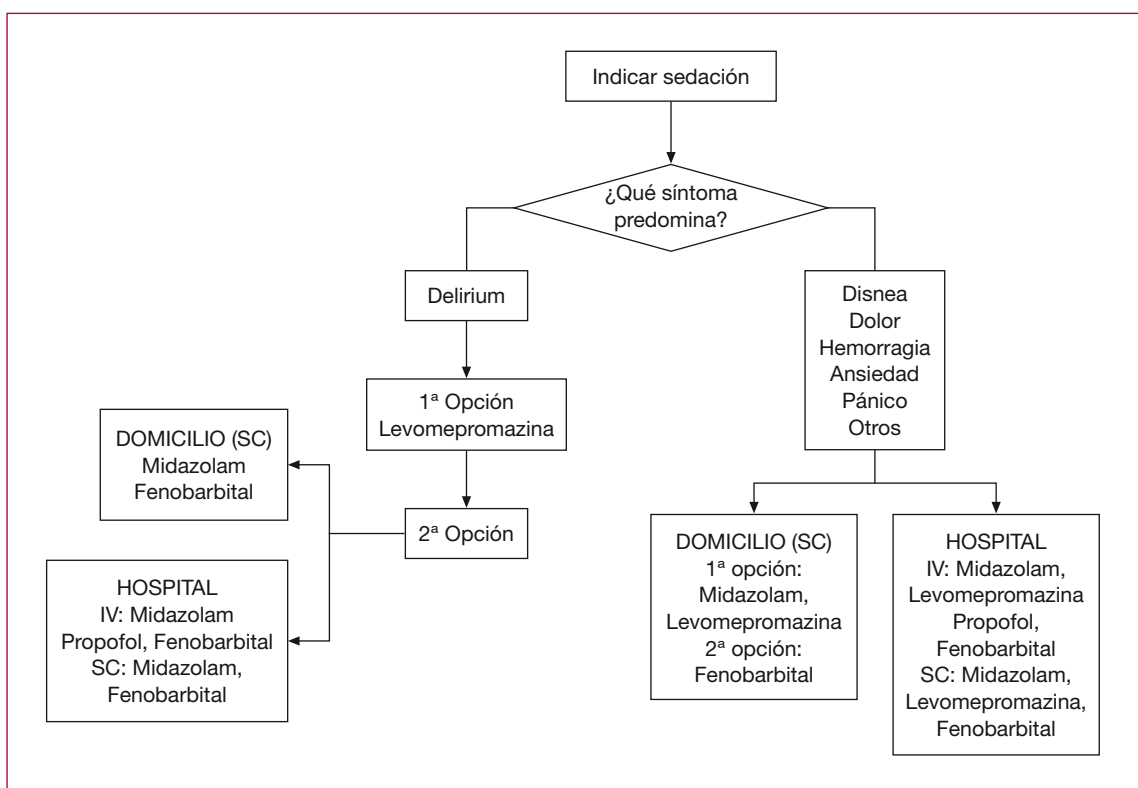 Indicar sedación
¿Qué síntoma
predomina?
Delirium
1ª Opción
Levomepromazina
2ª Opción
DOMICILIO (SC)
Midazolam
Fenobarbital
HOSPITAL
IV: Midazolam
Propofol, Fenobarbital
SC: Midazolam,
Fenobarbital
Disnea
Dolor
Hemorragia
Ansiedad
Pánico
Otros
DOMICILIO (SC)
1ª opción:
Midazolam,
Levomepromazina
2ª opción:
Fenobarbital
HOSPITAL
IV: Midazolam,
Levomepromazina
Propofol,
Fenobarbital
SC: Midazolam,
Levomepromazina,
Fenobarbital